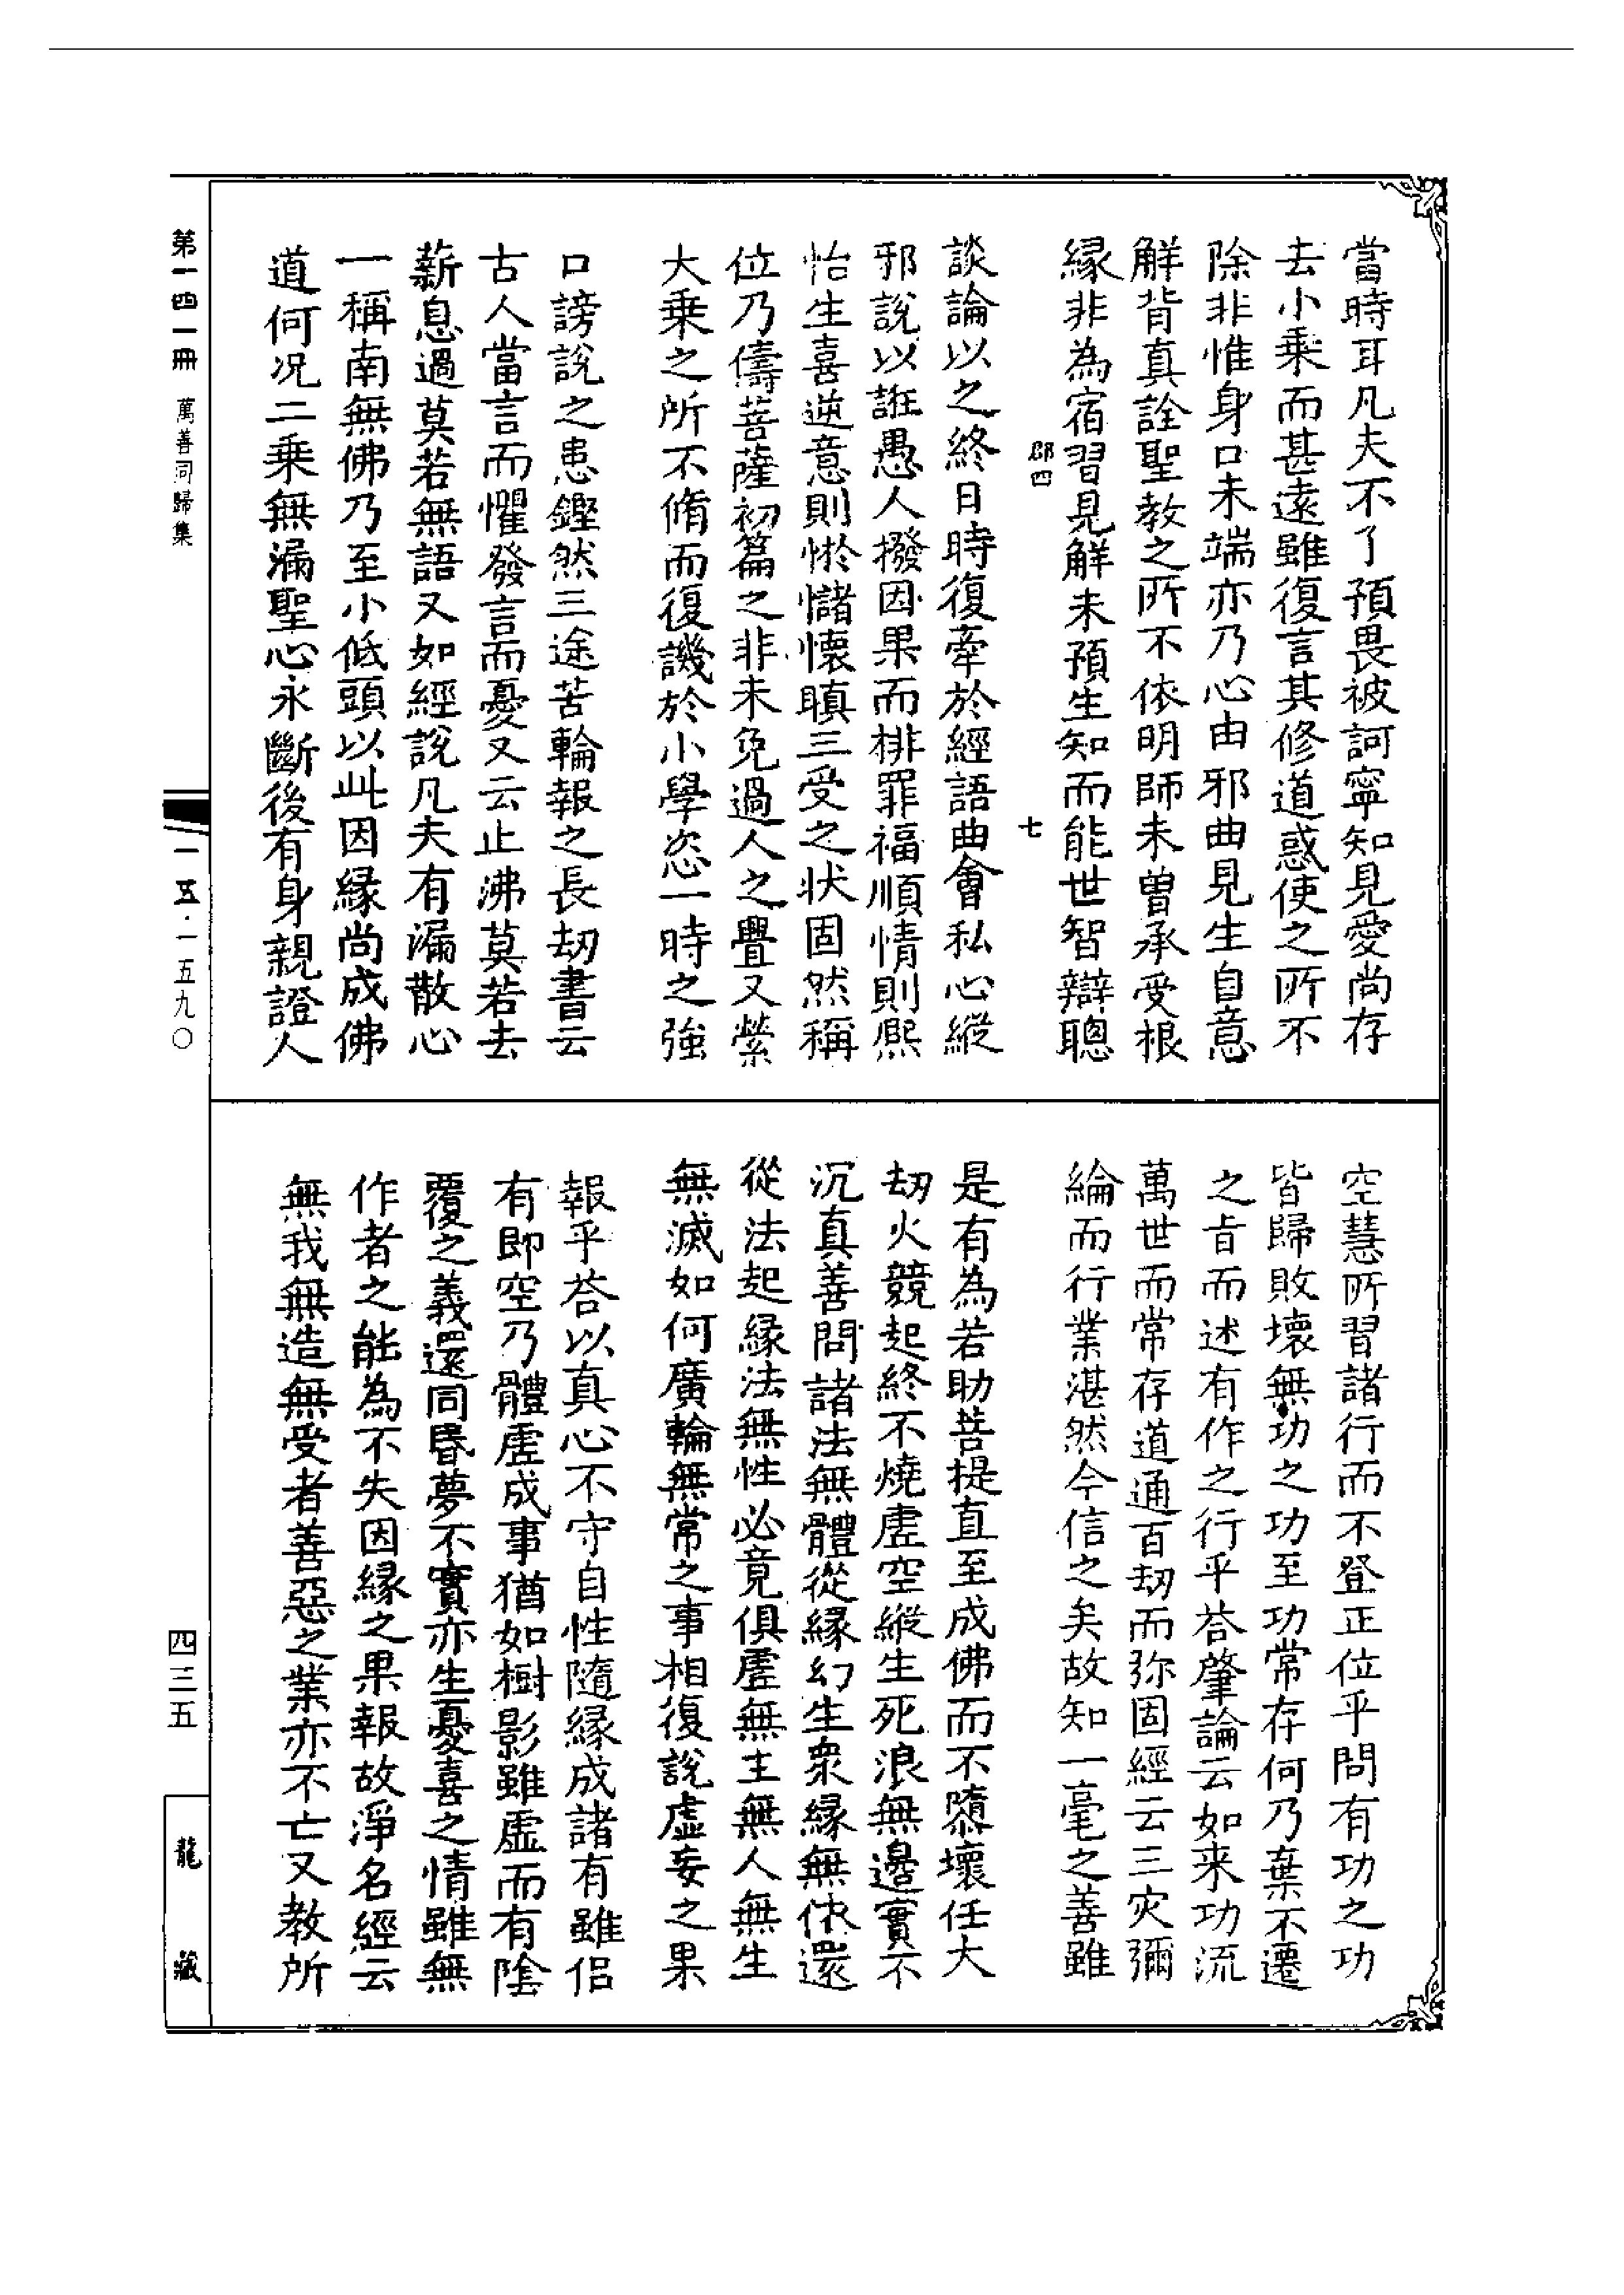 當時耳凡夫不了預畏被訶寧知見愛尚存
去小乘而甚遠雖復言其修道惑使之所不
除非惟身口未端亦乃心由邪曲見生自意
解背真詮聖教之所不依明師未曾承受根
緣非為宿習見解未預生知而能世智辯聰
郎四
七
談論以之終日時復牽於經語曲會私心縱
邪說以誑愚人撥因果而排罪福順情則熈
怡生喜逆意則惱懷瞋三受之狀固然稱
位乃儔菩薩初篇之非未免過人之舋又縈
大乗之所不脩而復譏於小學恣一時之強
口謗說之患鏗然三途苦輪報之長刧書云
古人當言而懼發言而憂又云止沸莫若去
薪息過莫若無語又如經說凡夫有漏散心
一稱南無佛乃至小低頭以此因緣尚成佛
道何况二乗無漏聖心永斷後有身親證人
空慧所習諸行而不登正位乎問有功之功
皆歸敗壞無功之功至功常存何乃棄不遷
之旨而述有作之行乎荅肇論云如来功流
萬世而常存道通百刧而弥固經云三灾彌
綸而行業湛然今信之矣故知一毫之善雖
是有為若助菩提直至成佛而不隳壞任大
刧火競起終不燒虛空縱生死浪無邊實不
沉真善問諸法無體從緣幻生衆緣無依還
從法起緣法無性必竟俱虛無主無人無生
無滅如何廣輪無常之事相復說虛妄之果
報乎荅以真心不守自性隨緣成諸有雖侣
有即空乃體虛成事猶如樹影雖虛而有隂
覆之義還同昏夢不實亦生憂喜之情雖無
作者之能為不失因緣之果報故淨名經云
無我無造無受者善惡之業亦不亡又教所
第一四一冊
萬善同歸集
一五·一五九〇
四三五
龍藏